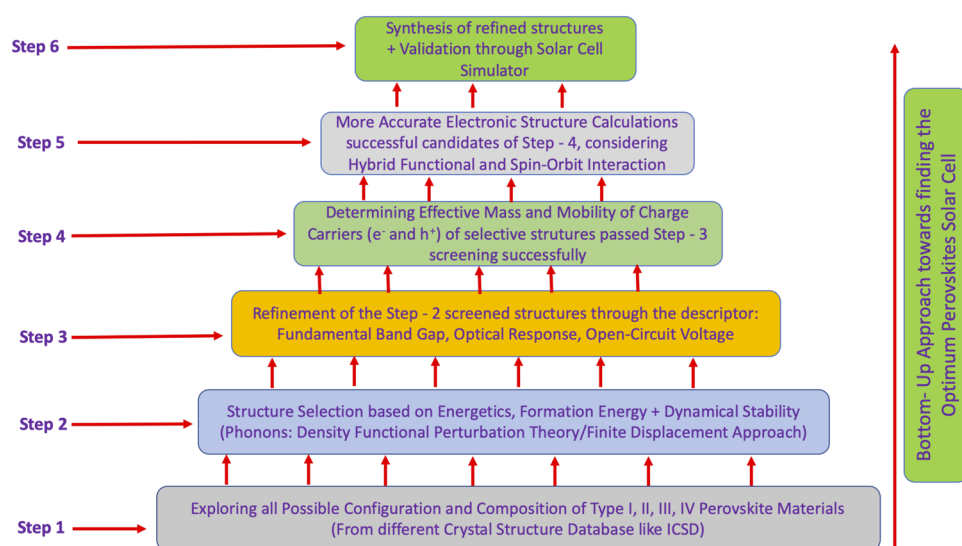 Step 6
Synthesis of refined structures
+ Validation through Solar Cell
Simulator
Step 5
More Accurate Electronic Structure Calculations
successful candidates of Step - 4, considering
Hybrid Functional and Spin-Orbit Interaction
Step 4
Determining Effective Mass and Mobility of Charge
Carriers (e⁻ and h⁺) of selective strutures passed Step - 3
screening successfully
Step 3
Refinement of the Step - 2 screened structures through the descriptor:
Fundamental Band Gap, Optical Response, Open-Circuit Voltage
Step 2
Structure Selection based on Energetics, Formation Energy + Dynamical Stability
(Phonons: Density Functional Perturbation Theory/Finite Displacement Approach)
Step 1
Exploring all Possible Configuration and Composition of Type I, II, III, IV Perovskite Materials
(From different Crystal Structure Database like ICSD)
Bottom- Up Approach towards finding the
Optimum Perovskites Solar Cell